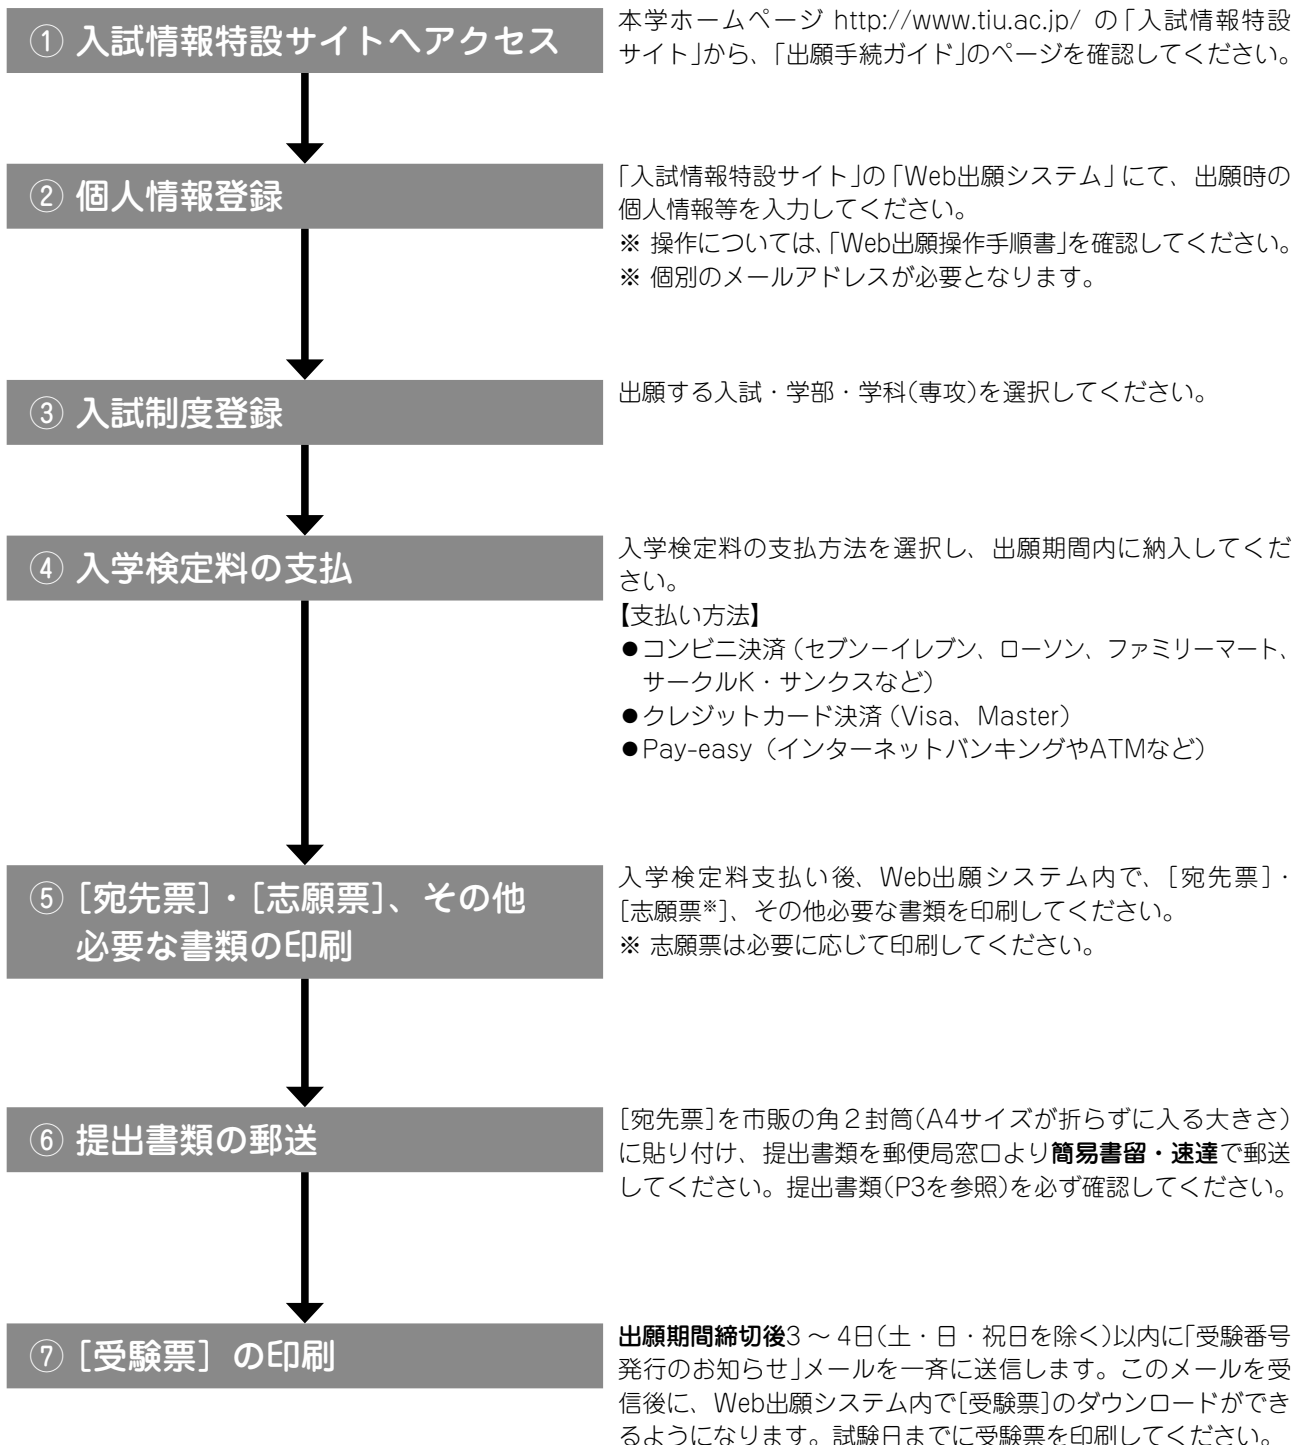 ① 入試情報特設サイトへアクセス
本学ホームページ http://www.tiu.ac.jp/ の「入試情報特設
サイト」から、「出願手続ガイド」のページを確認してください。
② 個人情報登録
「入試情報特設サイト」の「Web出願システム」にて、出願時の
個人情報等を入力してください。
※ 操作については、「Web出願操作手順書」を確認してください。
※ 個別のメールアドレスが必要となります。
③ 入試制度登録
出願する入試・学部・学科(専攻)を選択してください。
④ 入学検定料の支払
入学検定料の支払方法を選択し、出願期間内に納入してくだ
さい。
【支払い方法】
●コンビニ決済（セブン－イレブン、ローソン、ファミリーマート、
サークルK・サンクスなど）
●クレジットカード決済（Visa、Master）
●Pay-easy（インターネットバンキングやATMなど）
⑤ [宛先票]・[志願票]、その他
必要な書類の印刷
入学検定料支払い後、Web出願システム内で、[宛先票]・
[志願票※]、その他必要な書類を印刷してください。
※ 志願票は必要に応じて印刷してください。
⑥ 提出書類の郵送
[宛先票]を市販の角２封筒(A4サイズが折らずに入る大きさ)
に貼り付け、提出書類を郵便局窓口より簡易書留・速達で郵送
してください。提出書類(P3を参照)を必ず確認してください。
⑦ [受験票] の印刷
出願期間締切後3 ～ 4日(土・日・祝日を除く)以内に「受験番号
発行のお知らせ」メールを一斉に送信します。このメールを受
信後に、Web出願システム内で[受験票]のダウンロードができ
るようになります。試験日までに受験票を印刷してください。